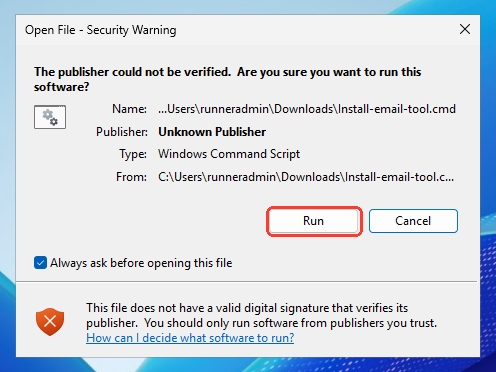 Open File - Security Warning
The publisher could not be verified.  Are you sure you want to run this
software?
Name: ...Users\runneradmin\Downloads\Install-email-tool.cmd
Publisher: Unknown Publisher
Type: Windows Command Script
From: C:\Users\runneradmin\Downloads\Install-email-tool.c...
Run Cancel
Always ask before opening this file
This file does not have a valid digital signature that verifies its
publisher.  You should only run software from publishers you trust.
How can I decide what software to run?